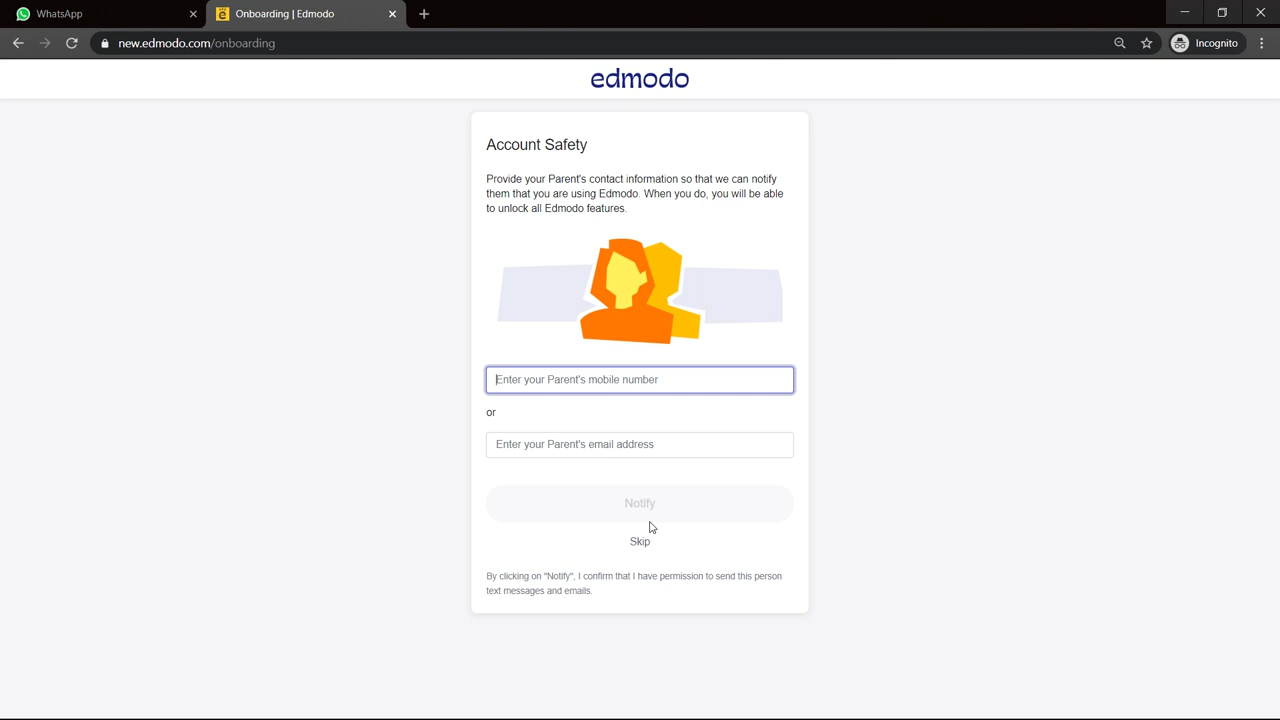 WhatsApp
Onboarding | Edmodo
new.edmodo.com/onboarding
Incognito
edmodo
Account Safety
Provide your Parent's contact information so that we can notify
them that you are using Edmodo. When you do, you will be able
to unlock all Edmodo features.
Enter your Parent's mobile number
or
Enter your Parent's email address
Notify
Skip
By clicking on "Notify", I confirm that I have permission to send this person
text messages and emails.